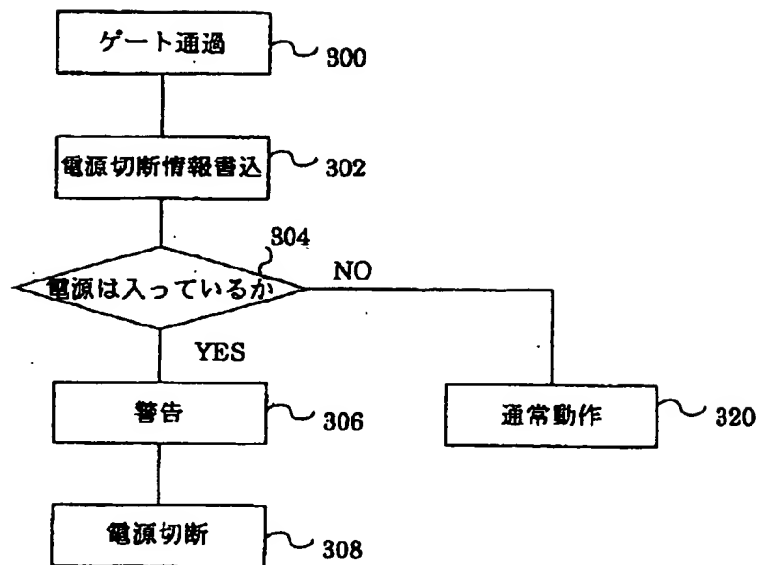 ゲート通過
300
電源切断情報書込
302
304
電源は入っているか
NO
YES
警告
306
通常動作
320
電源切断
308